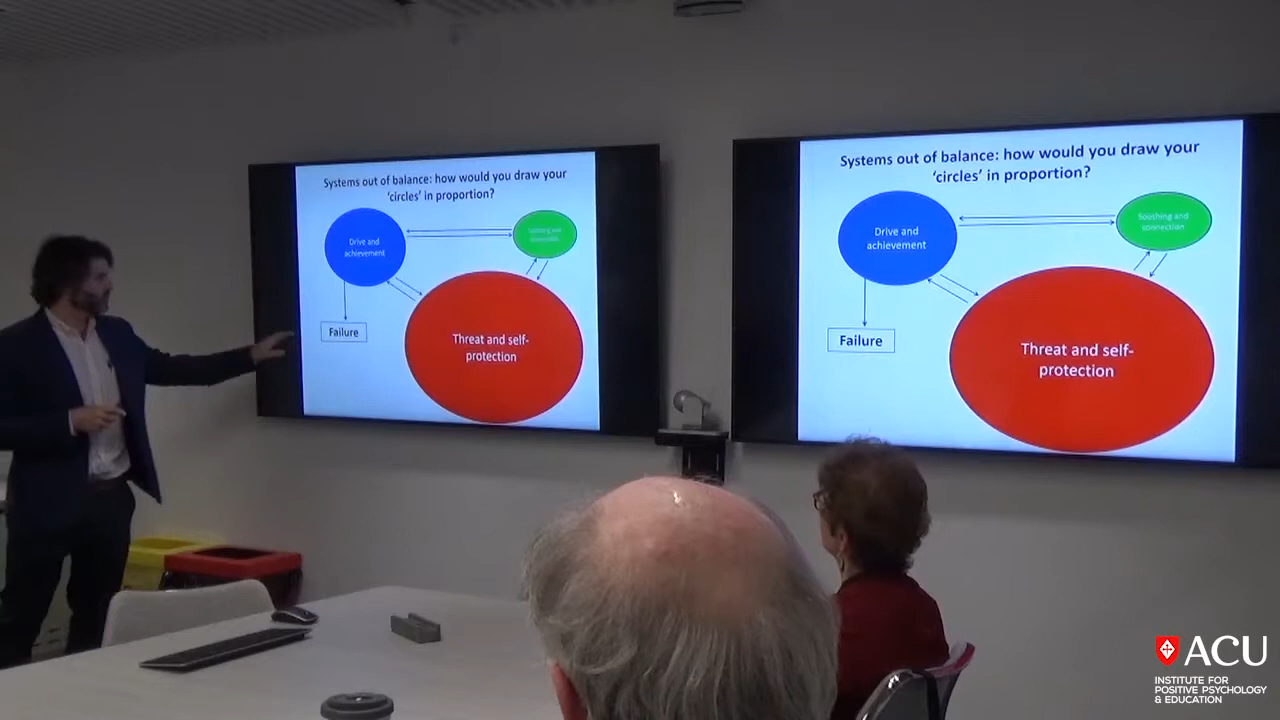 Systems out of balance: how would you draw your
'circles' in proportion?
Drive and
achievement
Failure
Threat and self-
protection
Systems out of balance: how would you draw your
'circles' in proportion?
Drive and
achievement
Soothing and
connection
Failure
Threat and self-
protection
ACU
INSTITUTE FOR
POSITIVE PSYCHOLOGY
& EDUCATION